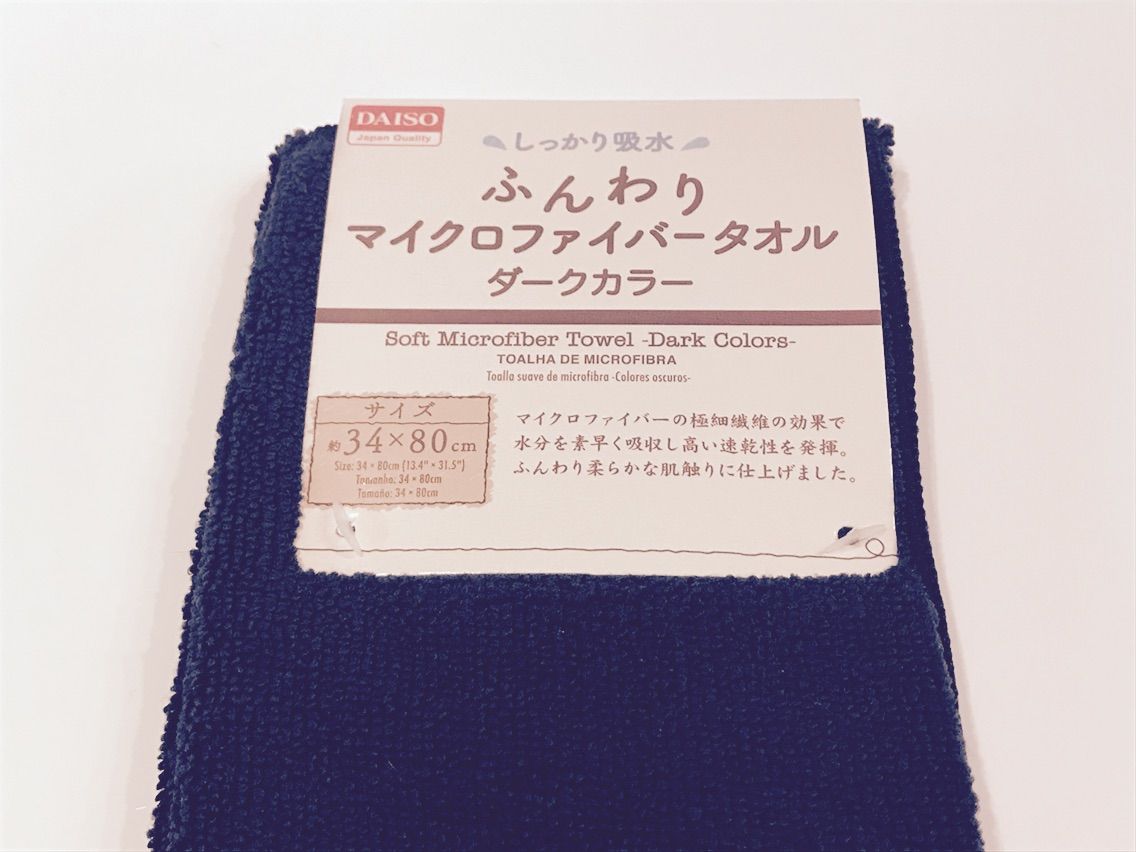 DAISO
Japan Quality
しっかり吸水
ふんわり
マイクロファイバータオル
ダークカラー
Soft Microfiber Towel -Dark Colors-
TOALHA DE MICROFIBRA
Toalla suave de microfibra -Colores oscuros-
サイズ
約34×80cm
Size: 34×80cm (13.4"×31.5")
Tamanho: 34×80cm
Tamaño: 34×80cm
マイクロファイバーの極細繊維の効果で
水分を素早く吸収し高い速乾性を発揮。
ふんわり柔らかな肌触りに仕上げました。